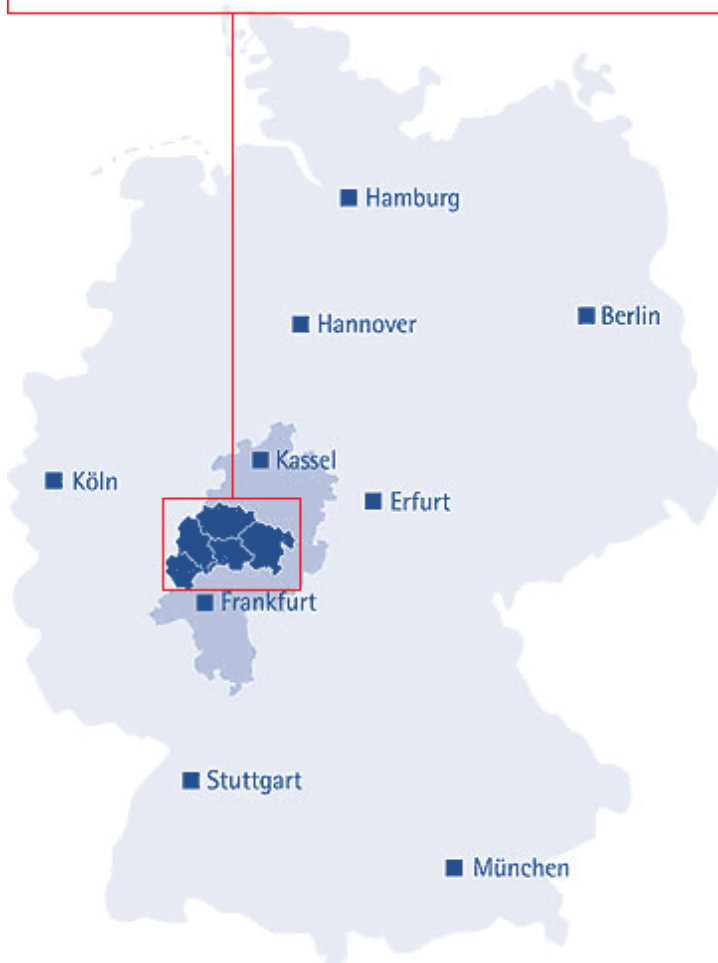 Hamburg
Hannover
Berlin
Kassel
Köln
Erfurt
Frankfurt
Stuttgart
München